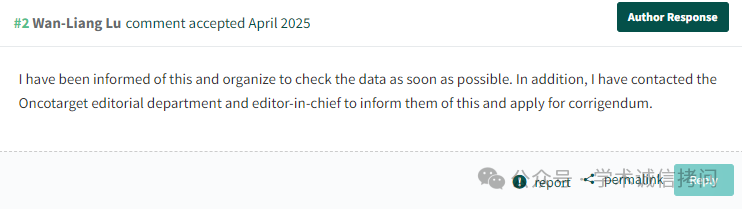 #2 Wan-Liang Lu comment accepted April 2025
Author Response
I have been informed of this and organize to check the data as soon as possible. In addition, I have contacted the
Oncotarget editorial department and editor-in-chief to inform them of this and apply for corrigendum.
report
permalink
Reply
公众号 · 学术诚信拷问